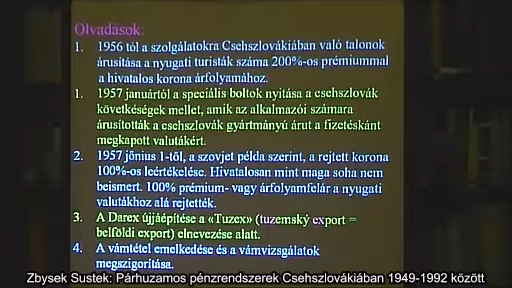 Olvadások:
1. 1956 tól a szolgálatokra Csehszlovákiában való talonok
árusítása a nyugati turisták száma 200%-os prémiummal
a hivatalos korona árfolyamához.
1. 1957 januártól a speciális boltok nyitása a csehszlovák
követkéségek mellet, amik az alkalmazói számara
árusították a csehszlovák gyártmányú árut a fizetéskánt
megkapott valutákért.
2. 1957 jőnius 1-től, a szovjet példa szerint, a rejtett korona
100%-os leértékelése. Hivatalosan mint maga soha nem
beismert. 100% prémium- vagy árfolyamfelár a nyugati
valutákhoz alá rejtették.
3. A Darex újjáépítése a «Tuzex» (tuzemský export =
belföldi export) elnevezése alatt.
4. A vámtétel emelkedése és a vámvizsgálatok
megszigorítása.
Zbysek Sustek: Párhuzamos pénzrendszerek Csehszlovákiában 1949-1992 között